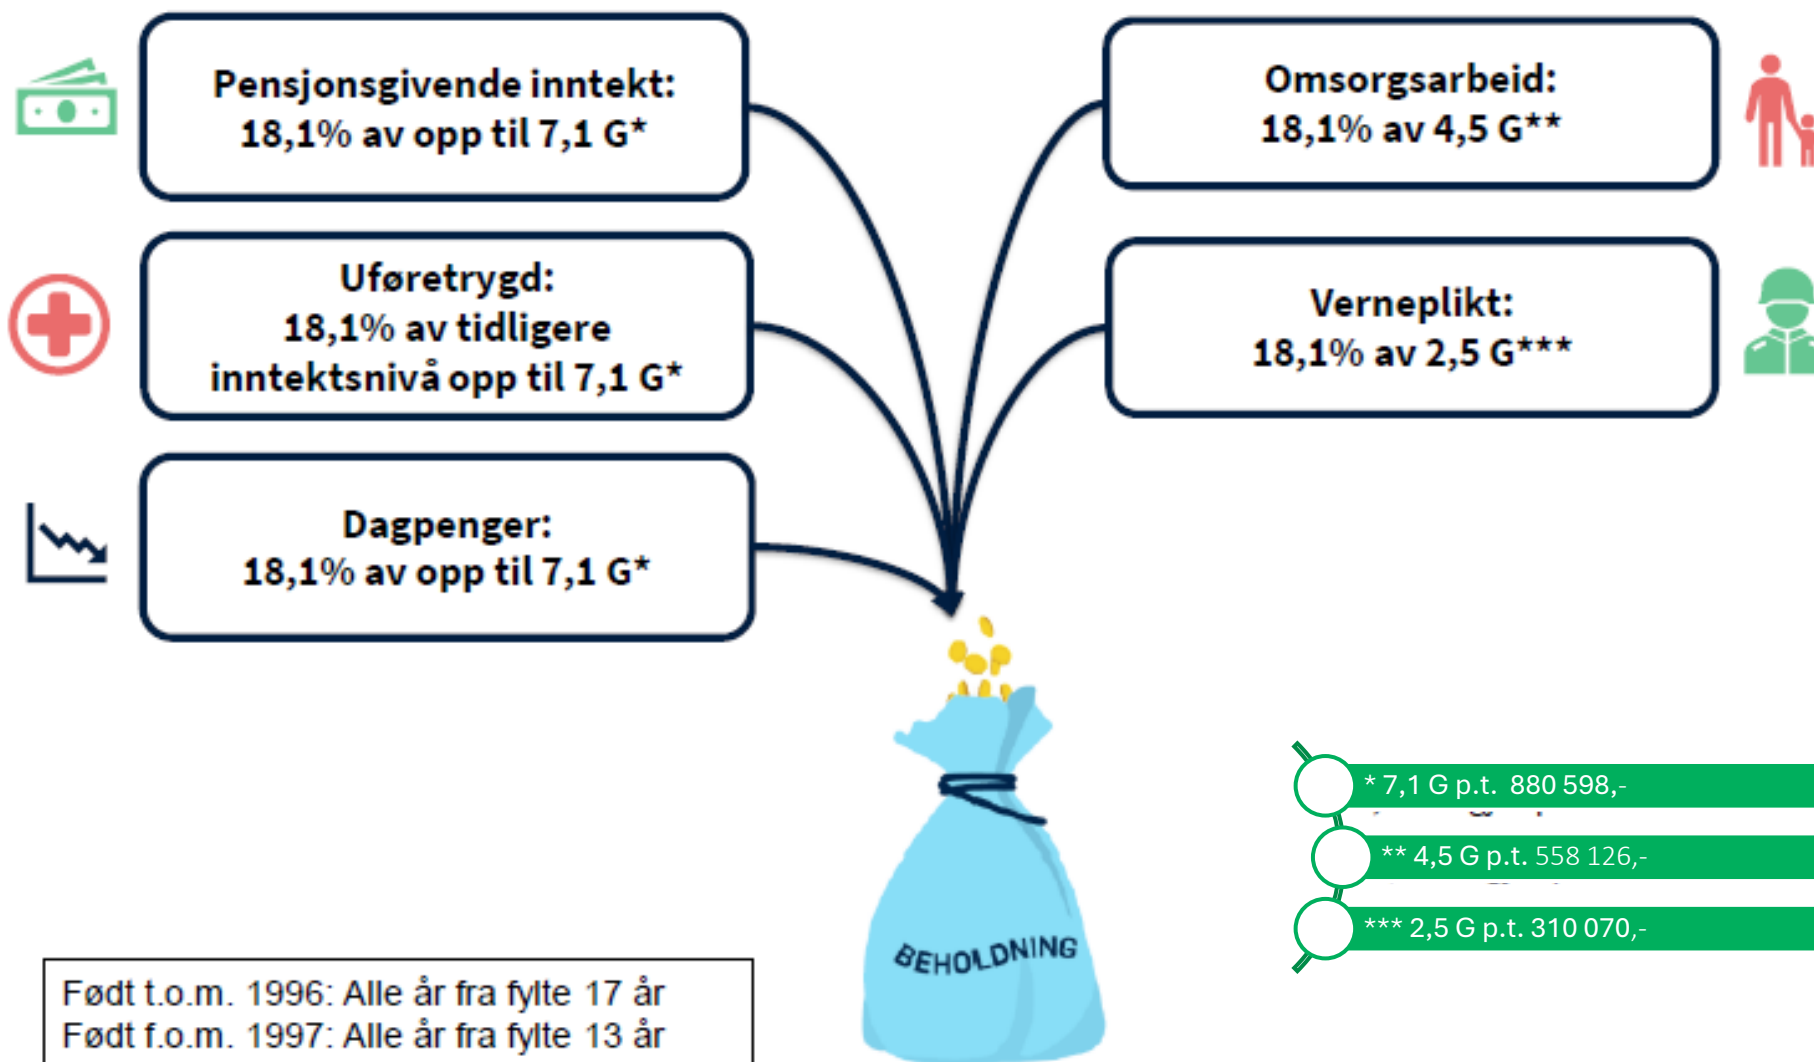 Pensjonsgivende inntekt:
18,1% av opp til 7,1 G*
Uføretrygd:
18,1% av tidligere
inntektsnivå opp til 7,1 G*
Dagpenger:
18,1% av opp til 7,1 G*
Omsorgsarbeid:
18,1% av 4,5 G**
Verneplikt:
18,1% av 2,5 G***
BEHOLDNING
* 7,1 G p.t. 880 598,-
** 4,5 G p.t. 558 126,-
*** 2,5 G p.t. 310 070,-
Født t.o.m. 1996: Alle år fra fylte 17 år
Født f.o.m. 1997: Alle år fra fylte 13 år